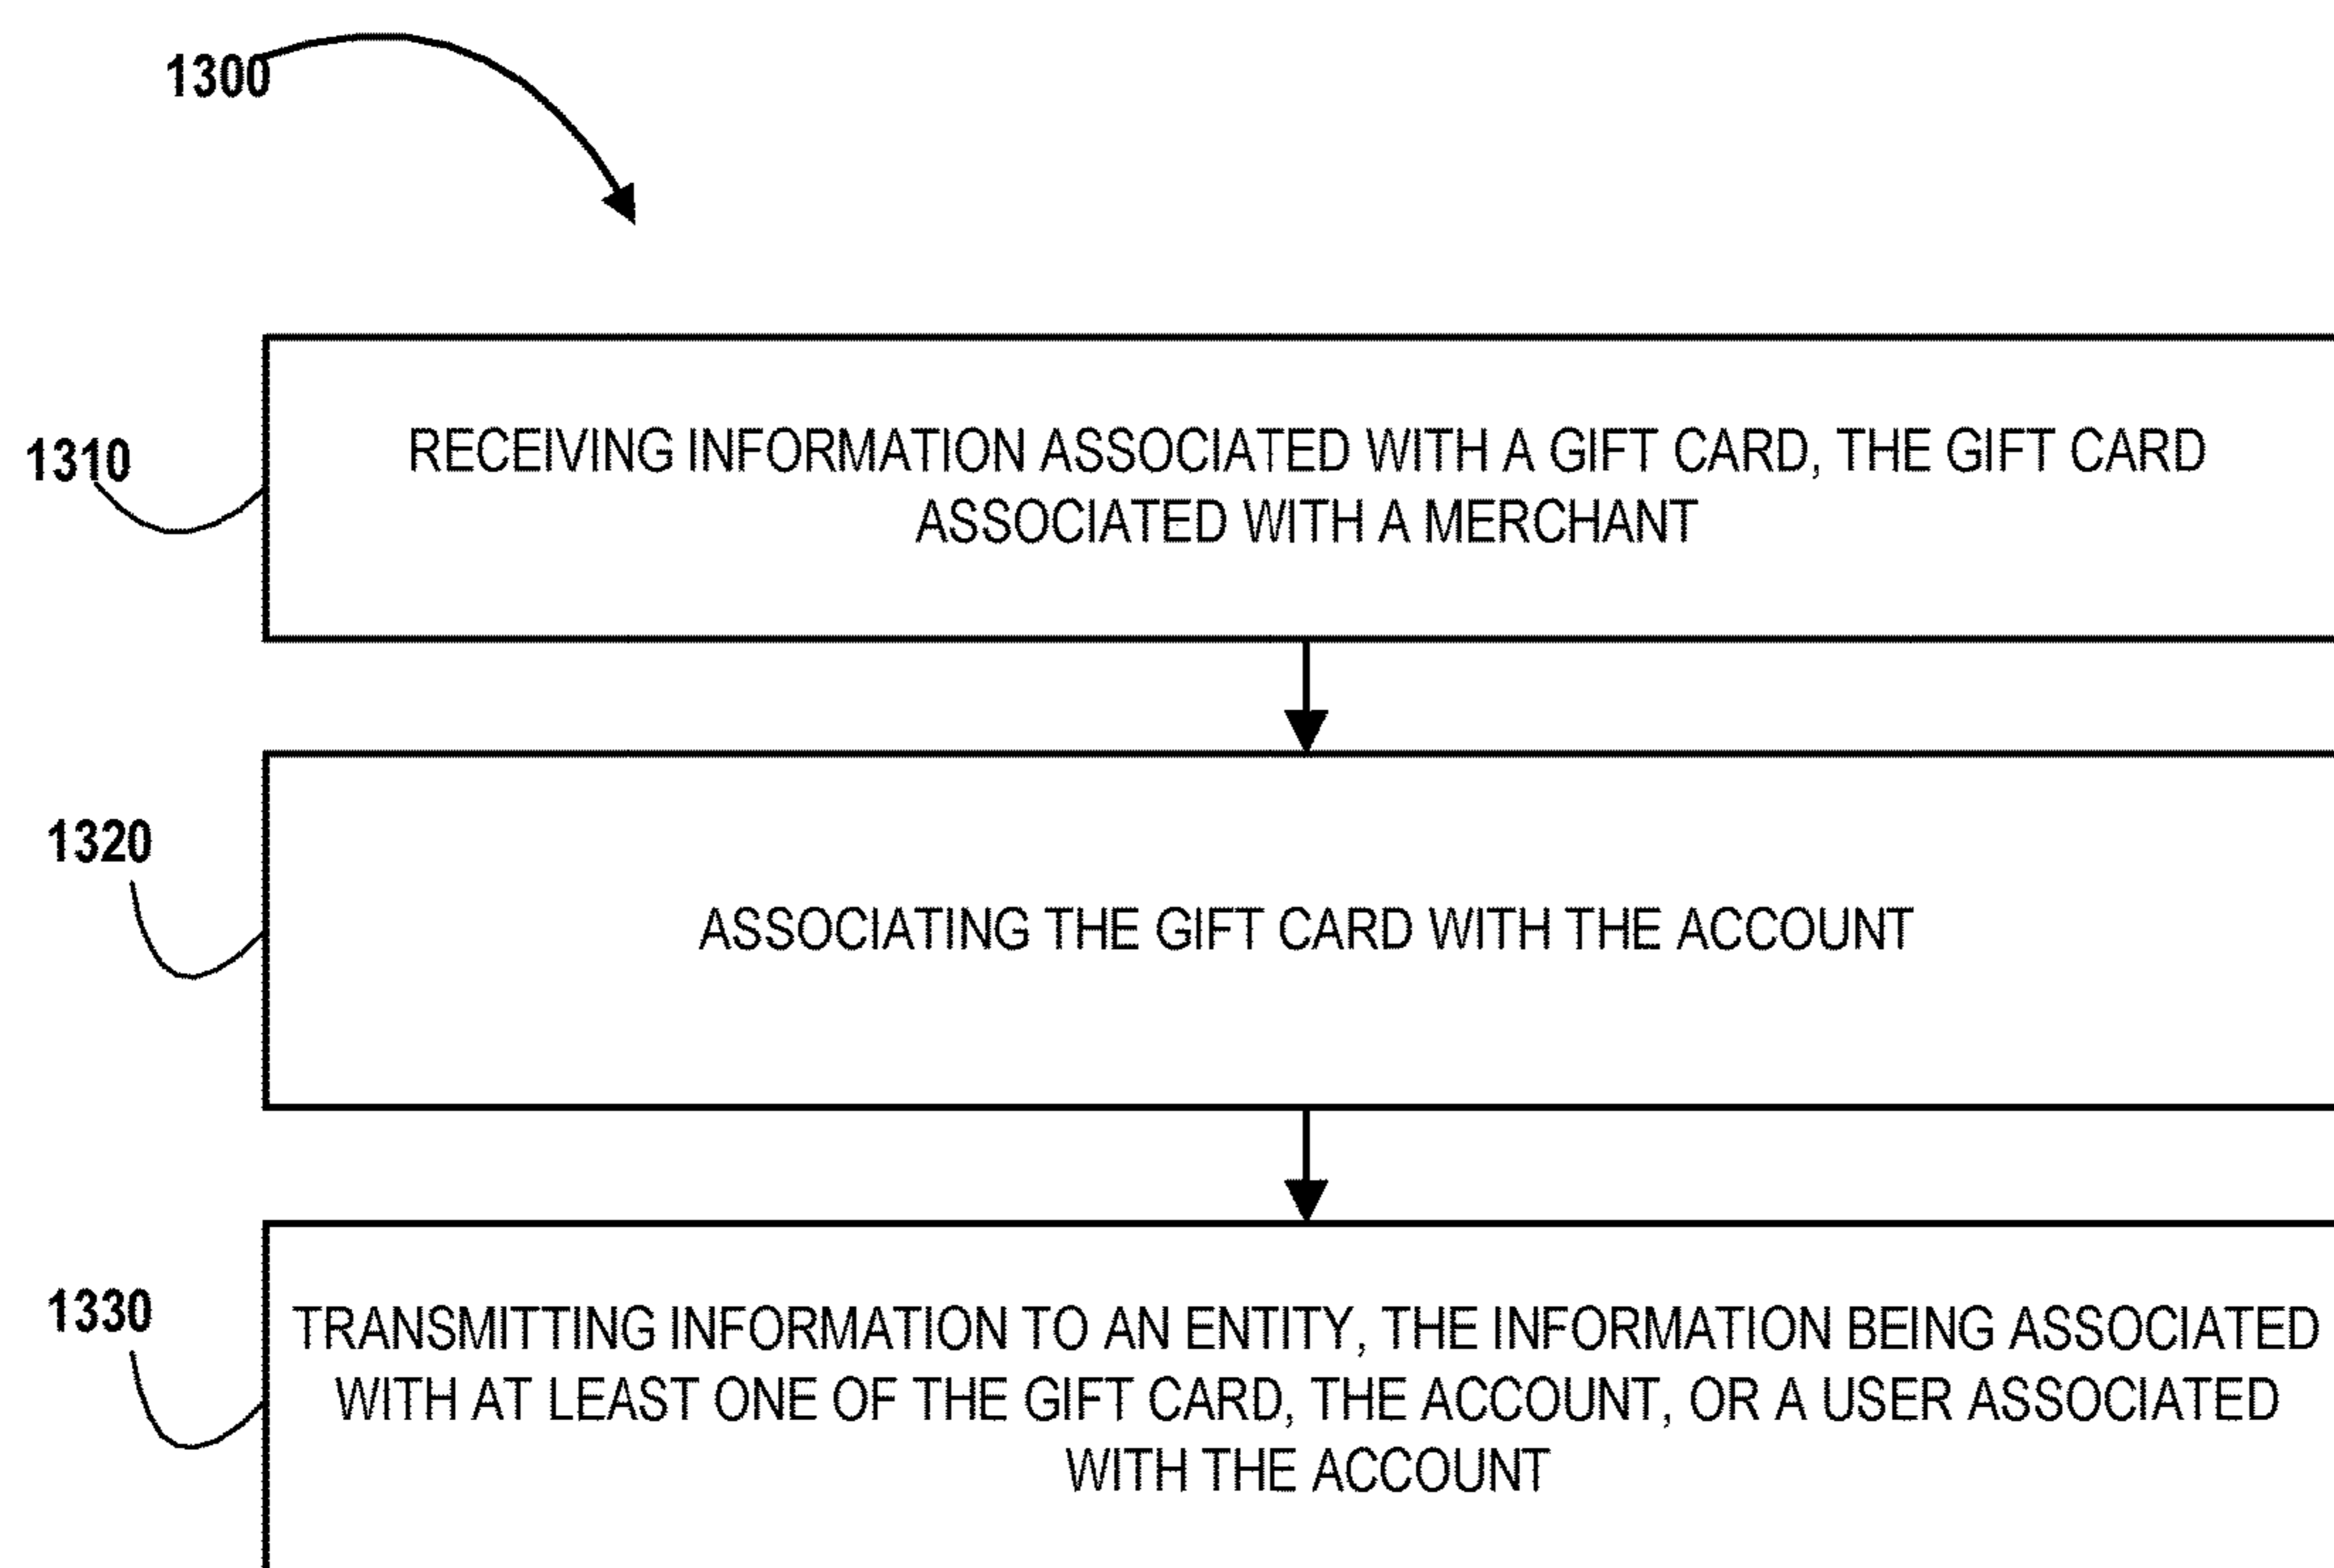 1300
1310
RECEIVING INFORMATION ASSOCIATED WITH A GIFT CARD, THE GIFT CARD
ASSOCIATED WITH A MERCHANT
1320
ASSOCIATING THE GIFT CARD WITH THE ACCOUNT
1330
TRANSMITTING INFORMATION TO AN ENTITY, THE INFORMATION BEING ASSOCIATED
WITH AT LEAST ONE OF THE GIFT CARD, THE ACCOUNT, OR A USER ASSOCIATED
WITH THE ACCOUNT